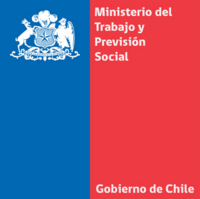 Ministerio del
Trabajo y
Previsión
Social
Gobierno de Chile